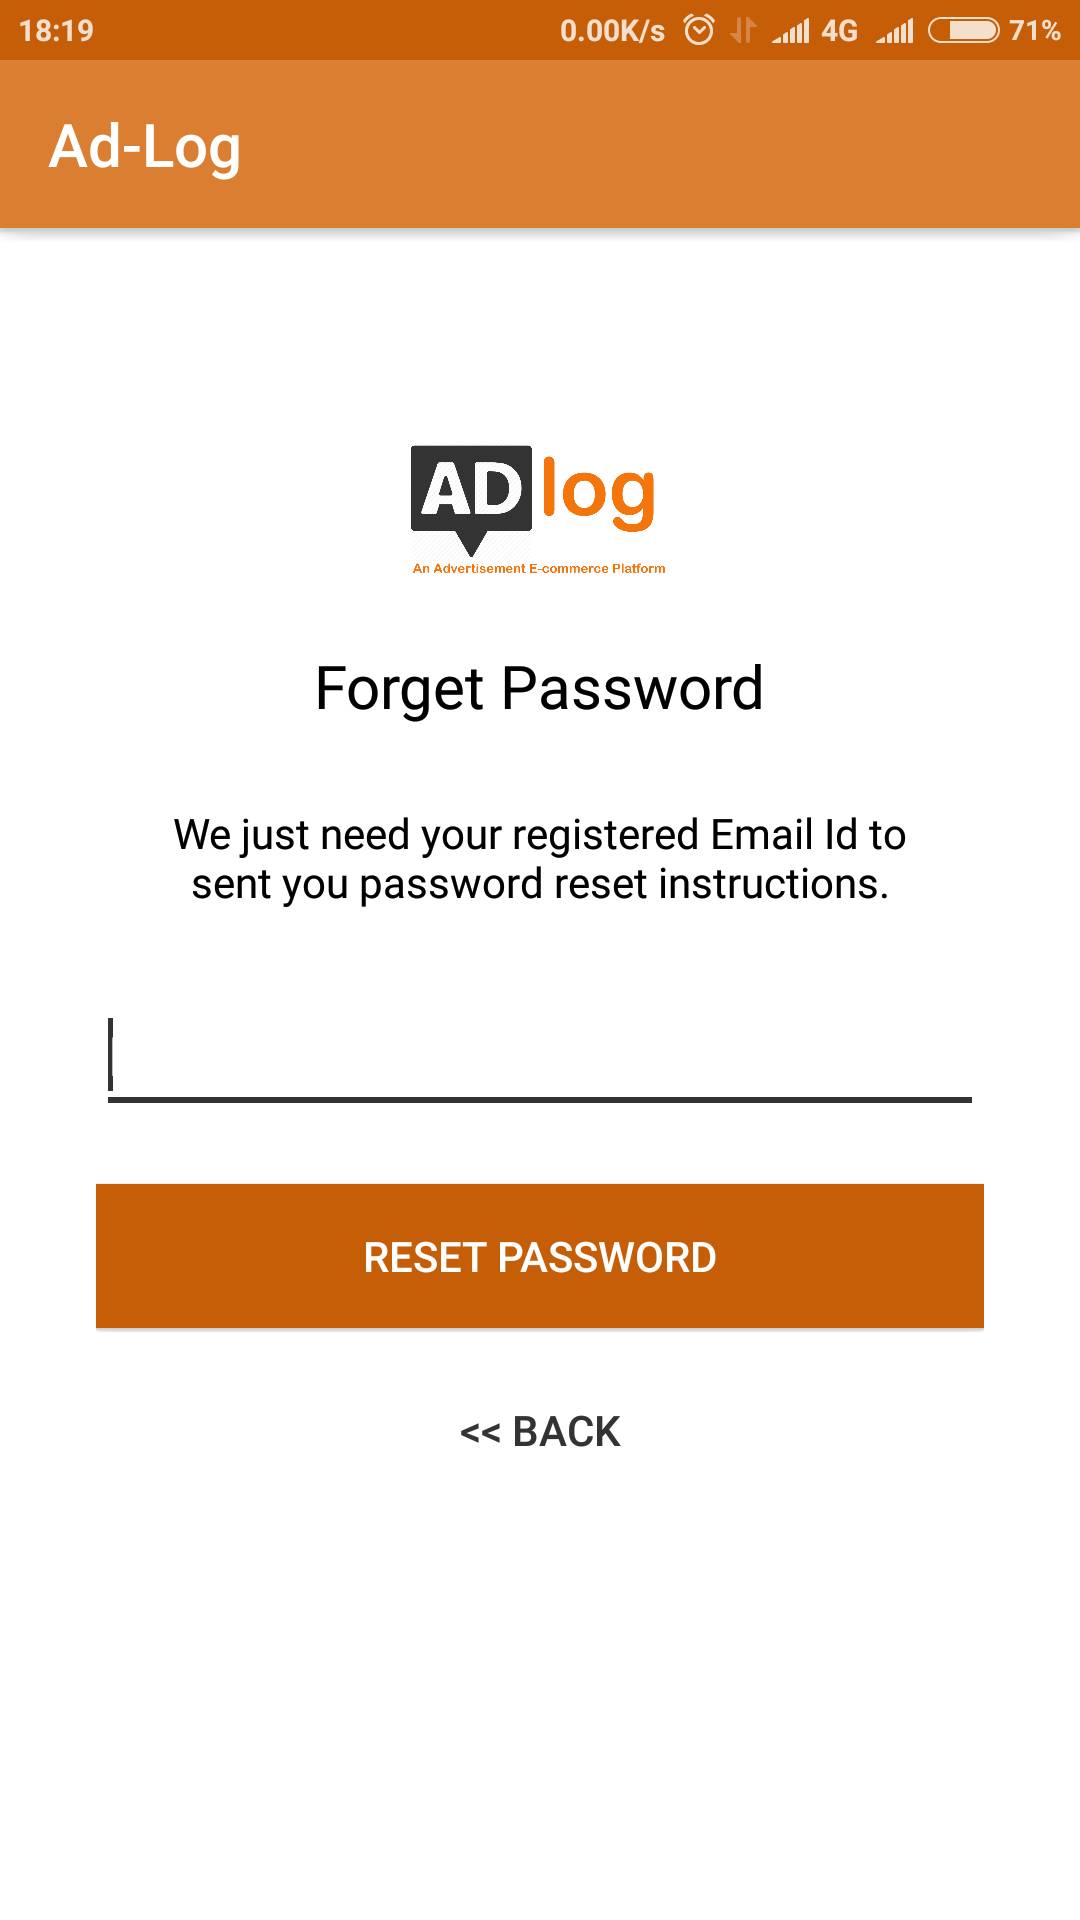 18:19 0.00K/s 4G 71%
Ad-Log
AD log
An Advertisement E-commerce Platform
Forget Password
We just need your registered Email Id to
sent you password reset instructions.
RESET PASSWORD
<< BACK